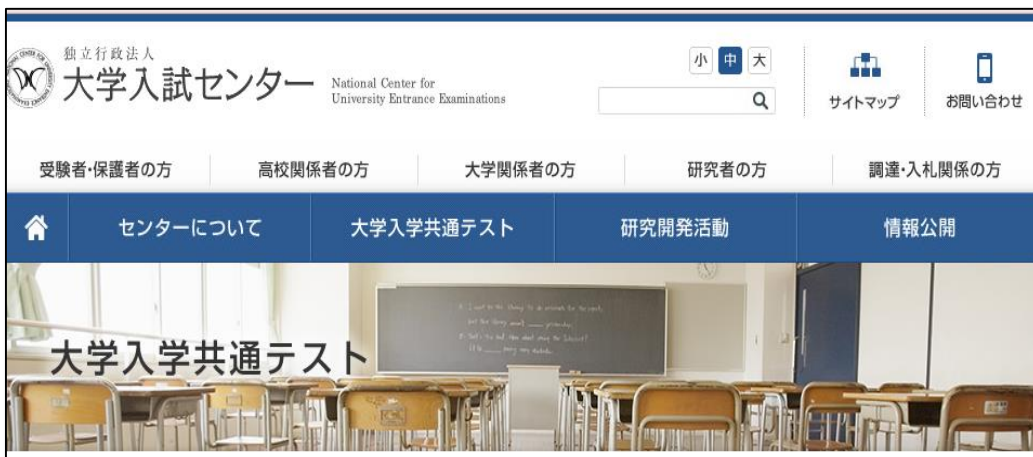 独立行政法人
大学入試センター
National Center for
University Entrance Examinations
小 中 大
サイトマップ
お問い合わせ
受験者・保護者の方
高校関係者の方
大学関係者の方
研究者の方
調達・入札関係の方
センターについて
大学入学共通テスト
研究開発活動
情報公開
大学入学共通テスト